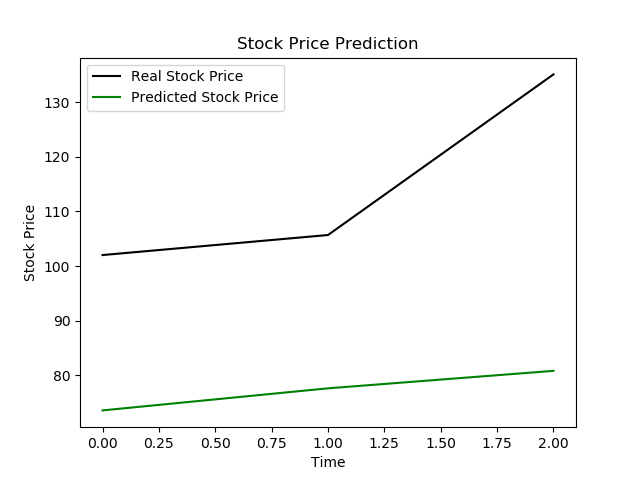 Stock Price Prediction
Real Stock Price
Predicted Stock Price
Stock Price
130
120
110
100
90
80
0.00 0.25 0.50 0.75 1.00 1.25 1.50 1.75 2.00
Time